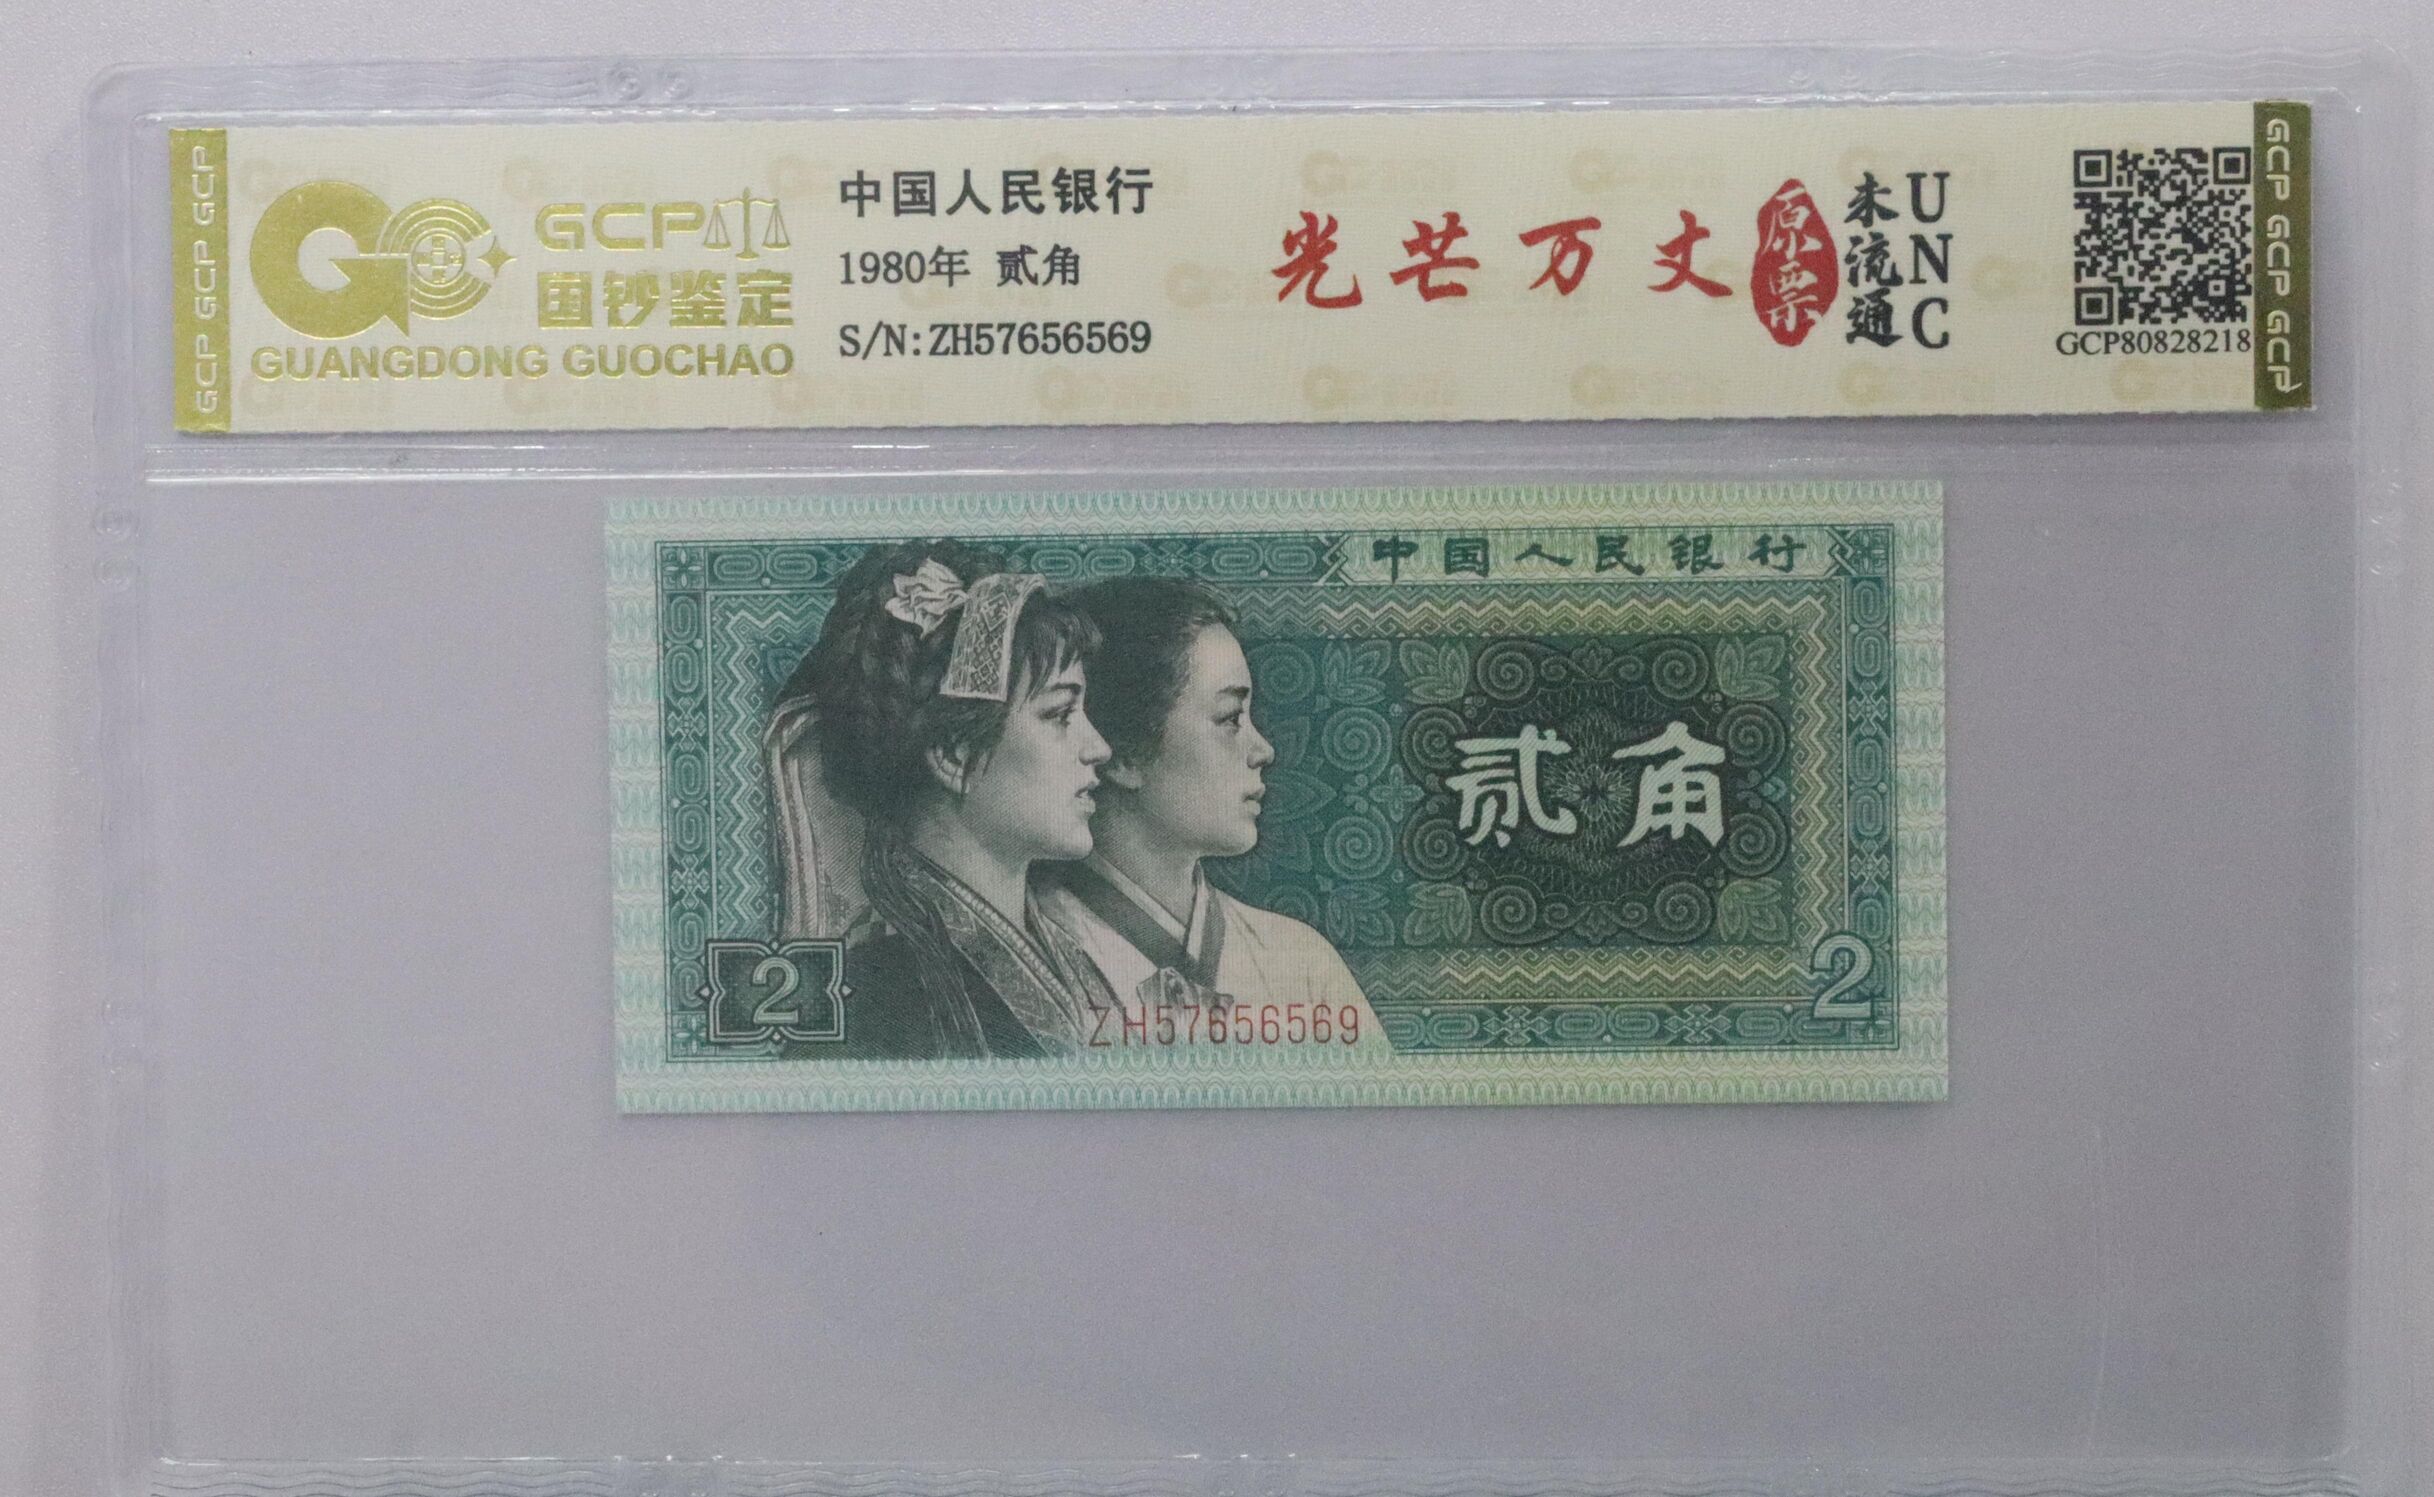 GCP GCP GCP
GCP
国钞鉴定
GUANGDONG GUOCHAO
中国人民银行
1980年 贰角
S/N:ZH57656569
光芒万丈
原票
未流通
UNC
GCP80828218
GCP GCP GCP
中国人民银行
贰角
2
2
ZH57656569